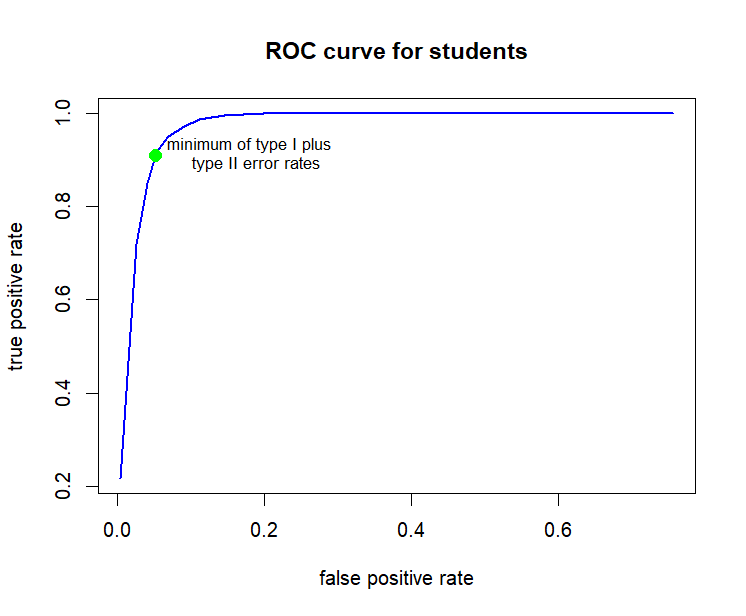 ROC curve for students
true positive rate
1.0
0.8
0.6
0.4
0.2
minimum of type I plus
type II error rates
0.0
0.2
0.4
0.6
false positive rate